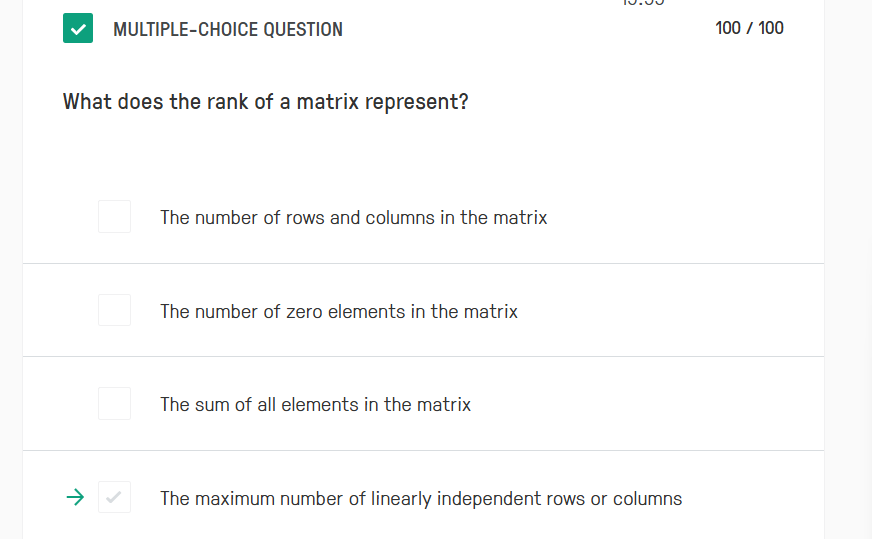 MULTIPLE-CHOICE QUESTION
100 / 100
What does the rank of a matrix represent?
The number of rows and columns in the matrix
The number of zero elements in the matrix
The sum of all elements in the matrix
The maximum number of linearly independent rows or columns